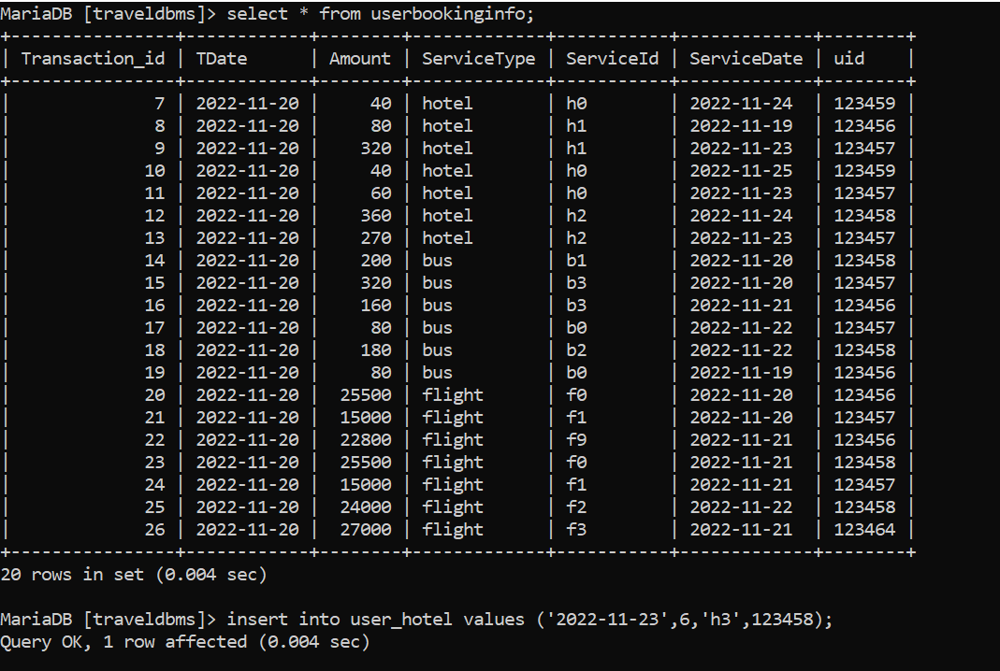 MariaDB [traveldbms]> select * from userbookinginfo;
+----------------+------------+--------+-------------+-----------+-------------+--------+
| Transaction_id | TDate      | Amount | ServiceType | ServiceId | ServiceDate | uid    |
+----------------+------------+--------+-------------+-----------+-------------+--------+
|              7 | 2022-11-20 |     40 | hotel       | h0        | 2022-11-24  | 123459 |
|              8 | 2022-11-20 |     80 | hotel       | h1        | 2022-11-19  | 123456 |
|              9 | 2022-11-20 |    320 | hotel       | h1        | 2022-11-23  | 123457 |
|             10 | 2022-11-20 |     40 | hotel       | h0        | 2022-11-25  | 123459 |
|             11 | 2022-11-20 |     60 | hotel       | h0        | 2022-11-23  | 123457 |
|             12 | 2022-11-20 |    360 | hotel       | h2        | 2022-11-24  | 123458 |
|             13 | 2022-11-20 |    270 | hotel       | h2        | 2022-11-23  | 123457 |
|             14 | 2022-11-20 |    200 | bus         | b1        | 2022-11-20  | 123458 |
|             15 | 2022-11-20 |    320 | bus         | b3        | 2022-11-20  | 123457 |
|             16 | 2022-11-20 |    160 | bus         | b3        | 2022-11-21  | 123456 |
|             17 | 2022-11-20 |     80 | bus         | b0        | 2022-11-22  | 123457 |
|             18 | 2022-11-20 |    180 | bus         | b2        | 2022-11-22  | 123458 |
|             19 | 2022-11-20 |     80 | bus         | b0        | 2022-11-19  | 123456 |
|             20 | 2022-11-20 |  25500 | flight      | f0        | 2022-11-20  | 123456 |
|             21 | 2022-11-20 |  15000 | flight      | f1        | 2022-11-20  | 123457 |
|             22 | 2022-11-20 |  22800 | flight      | f9        | 2022-11-21  | 123456 |
|             23 | 2022-11-20 |  25500 | flight      | f0        | 2022-11-21  | 123458 |
|             24 | 2022-11-20 |  15000 | flight      | f1        | 2022-11-21  | 123457 |
|             25 | 2022-11-20 |  24000 | flight      | f2        | 2022-11-22  | 123458 |
|             26 | 2022-11-20 |  27000 | flight      | f3        | 2022-11-21  | 123464 |
+----------------+------------+--------+-------------+-----------+-------------+--------+
20 rows in set (0.004 sec)
MariaDB [traveldbms]> insert into user_hotel values ('2022-11-23',6,'h3',123458);
Query OK, 1 row affected (0.004 sec)